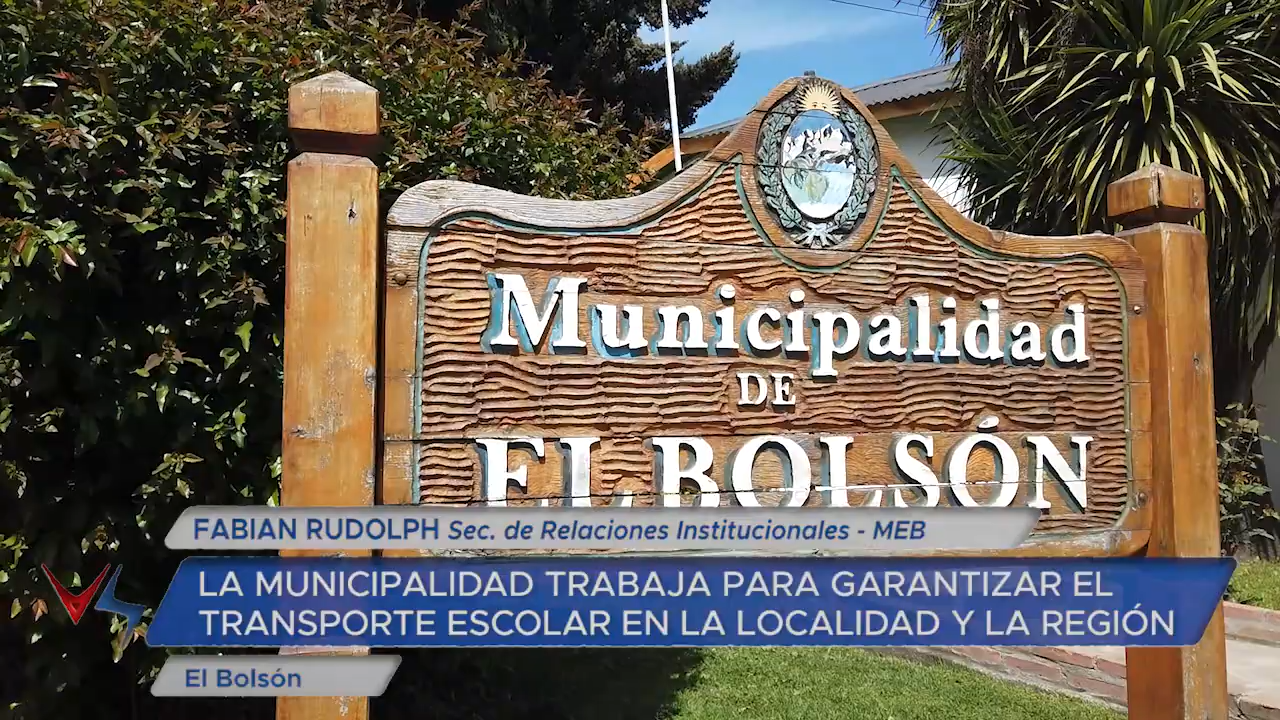 Municipalidad
DE
EL BOLSÓN
FABIAN RUDOLPH Sec. de Relaciones Institucionales - MEB
LA MUNICIPALIDAD TRABAJA PARA GARANTIZAR EL
TRANSPORTE ESCOLAR EN LA LOCALIDAD Y LA REGIÓN
El Bolsón